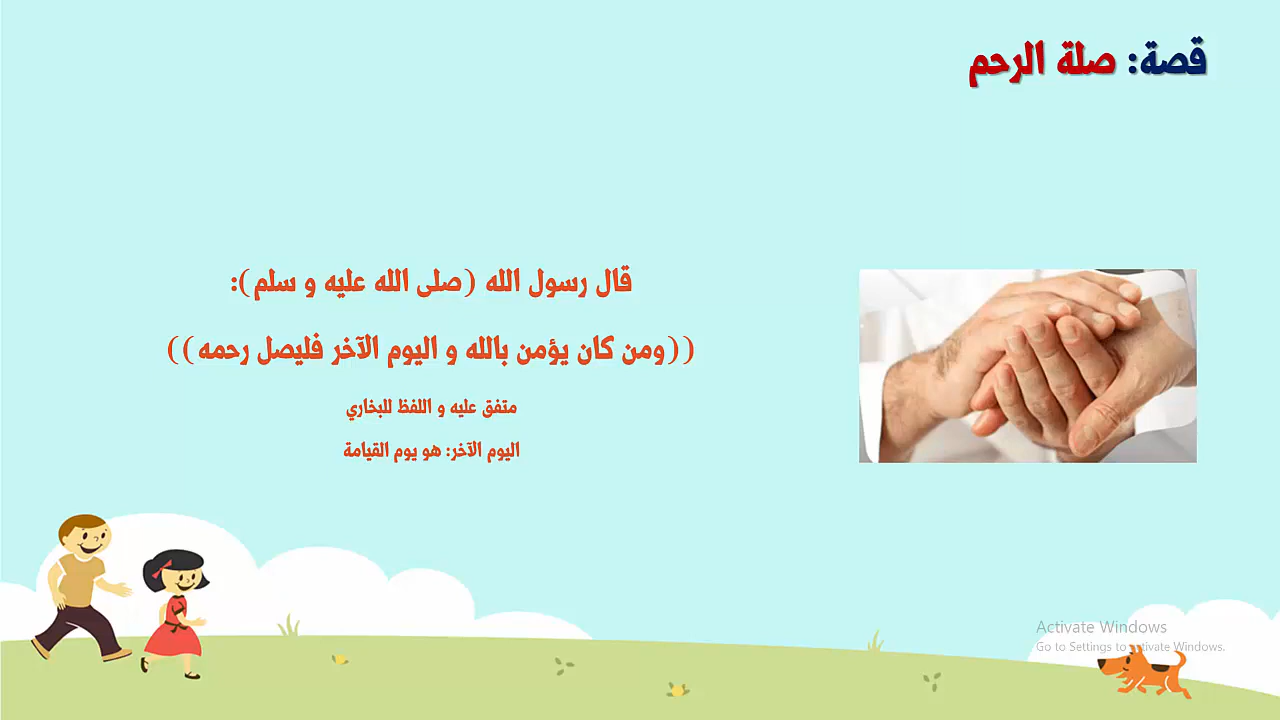 قصة: صلة الرحم
قال رسول الله (صلى الله عليه و سلم):
((ومن كان يؤمن بالله و اليوم الآخر فليصل رحمه))
متفق عليه و اللفظ للبخاري
اليوم الآخر: هو يوم القيامة
Activate Windows
Go to Settings to activate Windows.